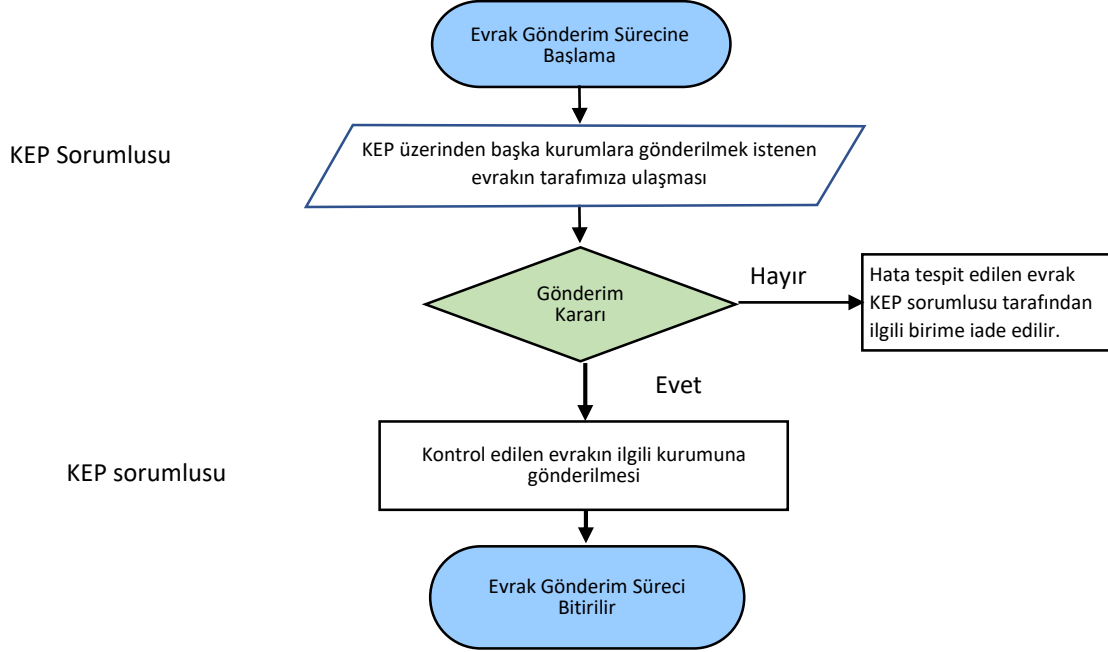 Evrak Gönderim Sürecine
Başlama
KEP Sorumlusu
KEP üzerinden başka kurumlara gönderilmek istenen
evrakın tarafımıza ulaşması
Gönderim
Kararı
Hayır
Hata tespit edilen evrak
KEP sorumlusu tarafından
ilgili birime iade edilir.
Evet
KEP sorumlusu
Kontrol edilen evrakın ilgili kurumuna
gönderilmesi
Evrak Gönderim Süreci
Bitirilir